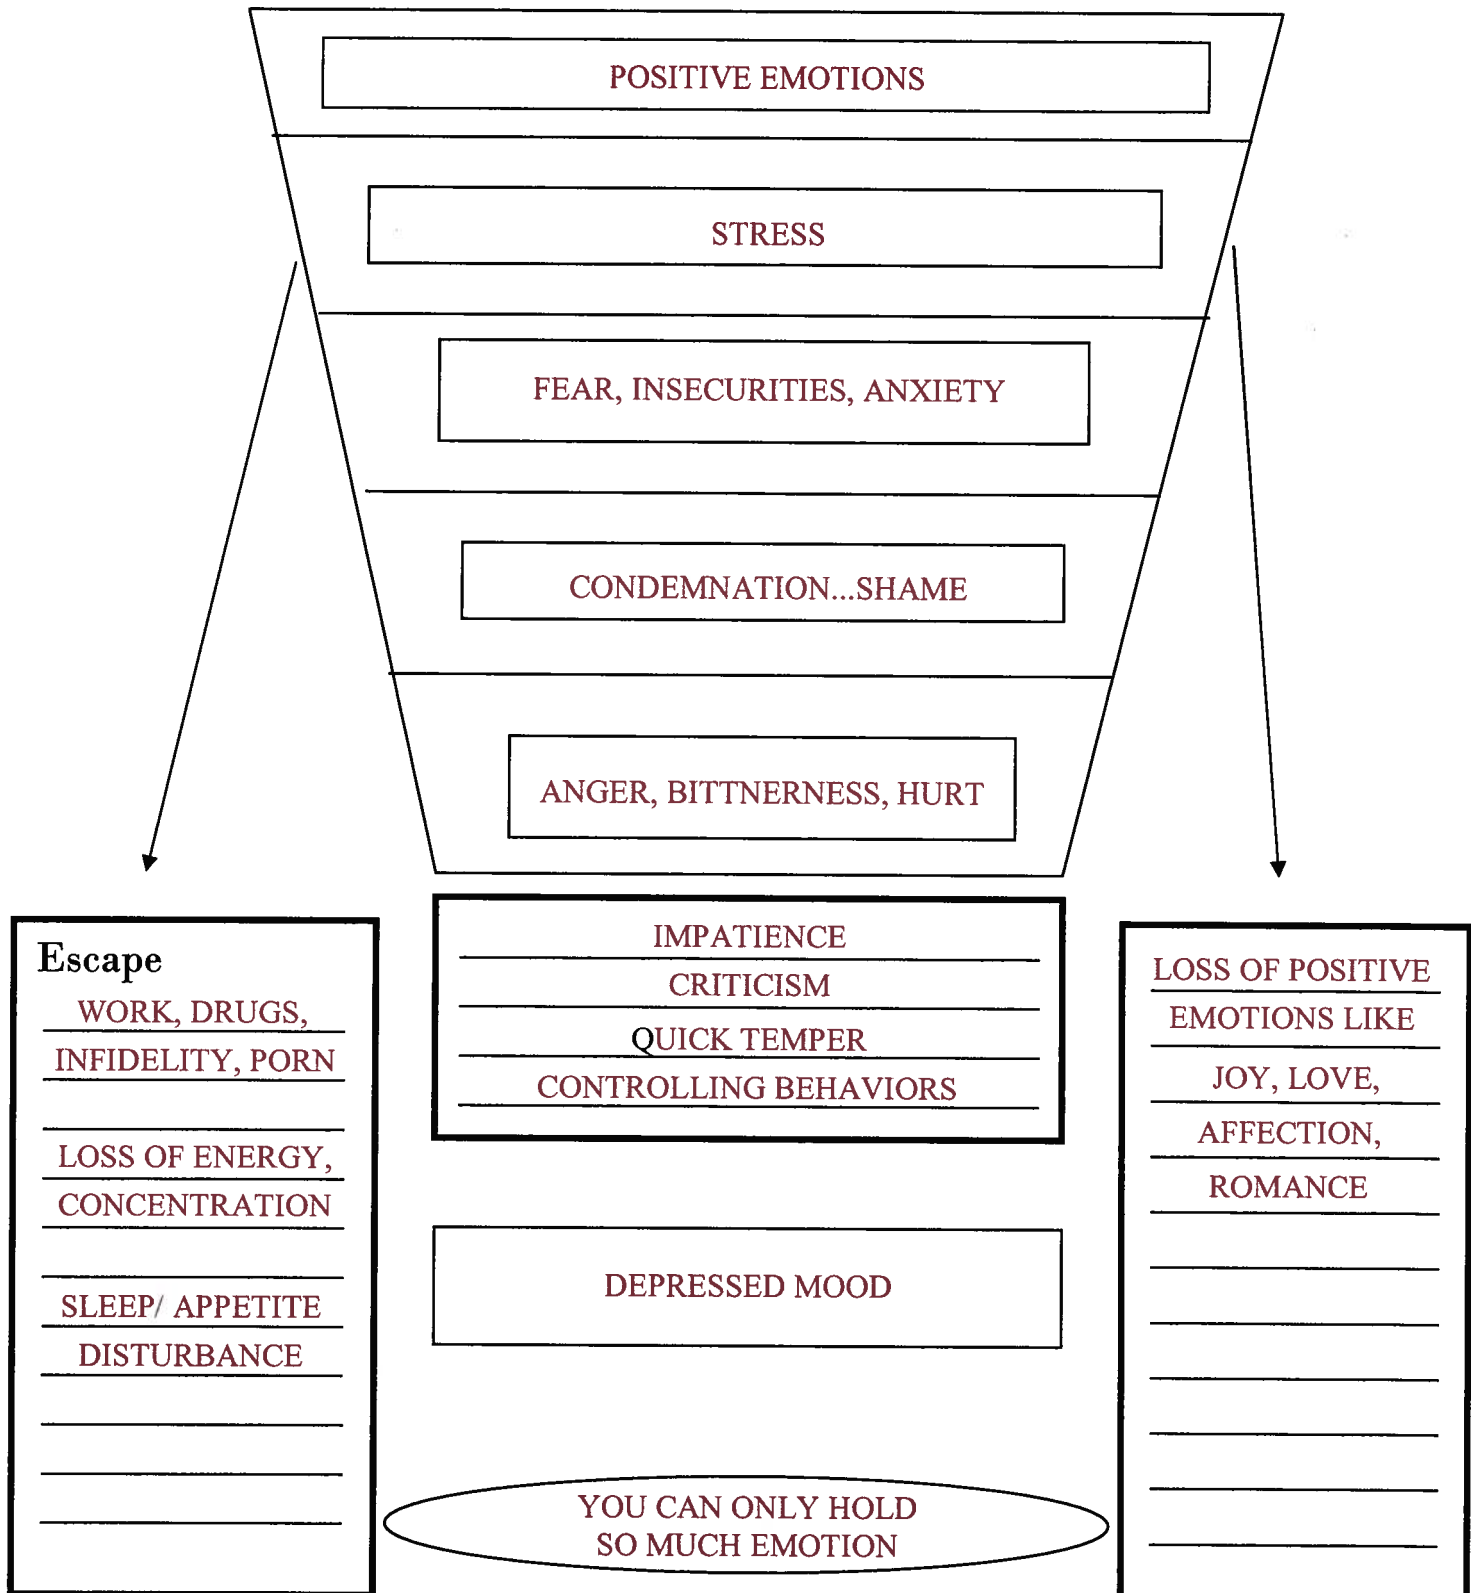 POSITIVE EMOTIONS
STRESS
FEAR, INSECURITIES, ANXIETY
CONDEMNATION...SHAME
ANGER, BITTNERNESS, HURT
Escape
WORK, DRUGS,
INFIDELITY, PORN
LOSS OF ENERGY,
CONCENTRATION
SLEEP/ APPETITE
DISTURBANCE
IMPATIENCE
CRITICISM
QUICK TEMPER
CONTROLLING BEHAVIORS
DEPRESSED MOOD
YOU CAN ONLY HOLD
SO MUCH EMOTION
LOSS OF POSITIVE
EMOTIONS LIKE
JOY, LOVE,
AFFECTION,
ROMANCE